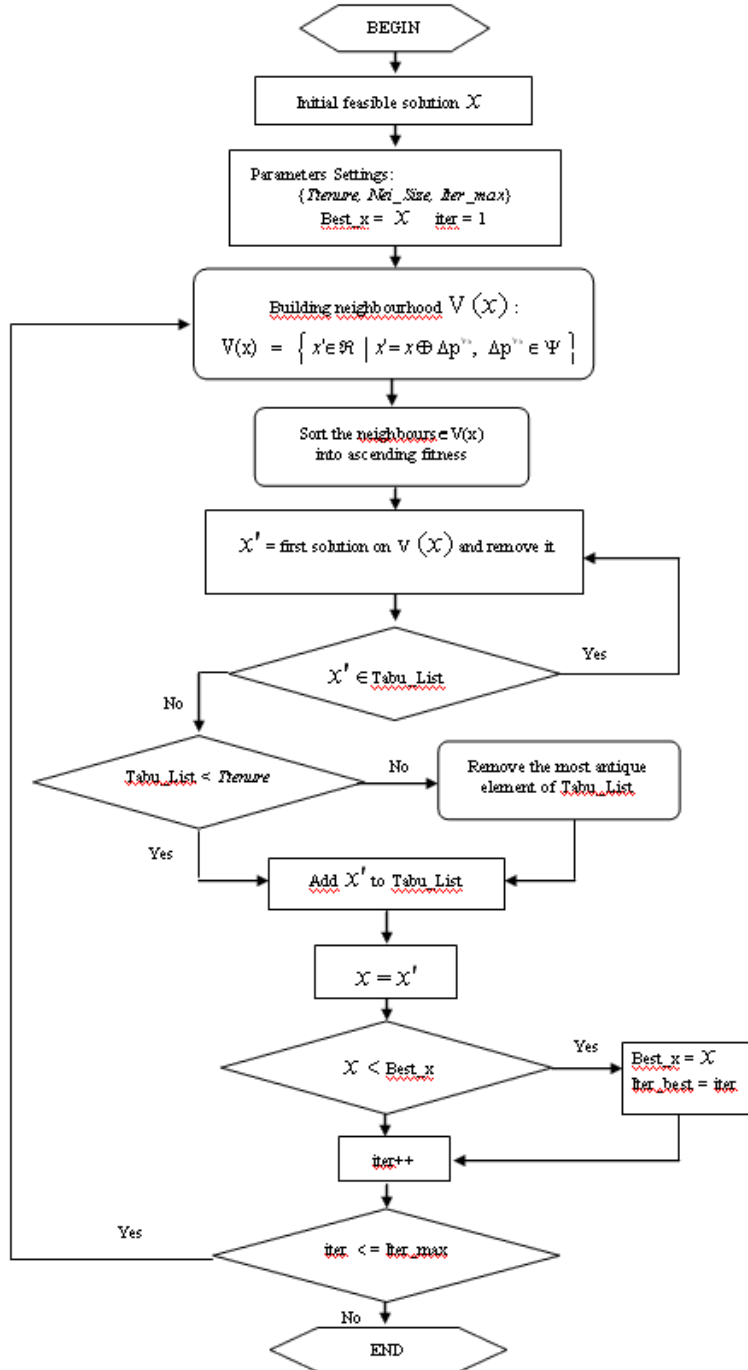 BEGIN
Initial feasible solution x
Parameters Settings:
{Ttenure, Nei_Size, Iter_max}
Best_x = x iter = 1
Building neighbourhood V (x) :
V(x) = { x'∈ℜ | x'= x⊕Δp, Δp ∈ Ψ }
Sort the neighbours∈V(x)
into ascending fitness
x' = first solution on V (x) and remove it
x' ∈ Tabu_List
Yes
No
Tabu_List < Ttenure
No
Remove the most antique
element of Tabu_List
Yes
Add x' to Tabu_List
x = x'
x < Best_x
Yes
Best_x = x
Iter_best = iter
iter++
Yes
iter <= Iter_max
No
END